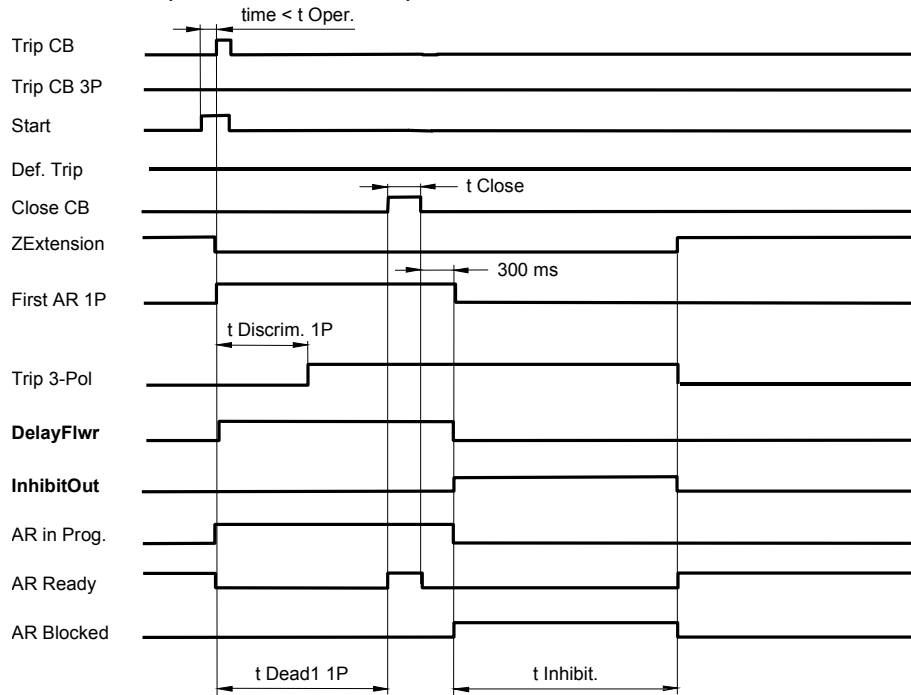 time < t Oper.
Trip CB
Trip CB 3P
Start
Def. Trip
t Close
Close CB
ZExtension
300 ms
First AR 1P
t Discrim. 1P
Trip 3-Pol
DelayFlwr
InhibitOut
AR in Prog.
AR Ready
AR Blocked
t Dead1 1P
t Inhibit.